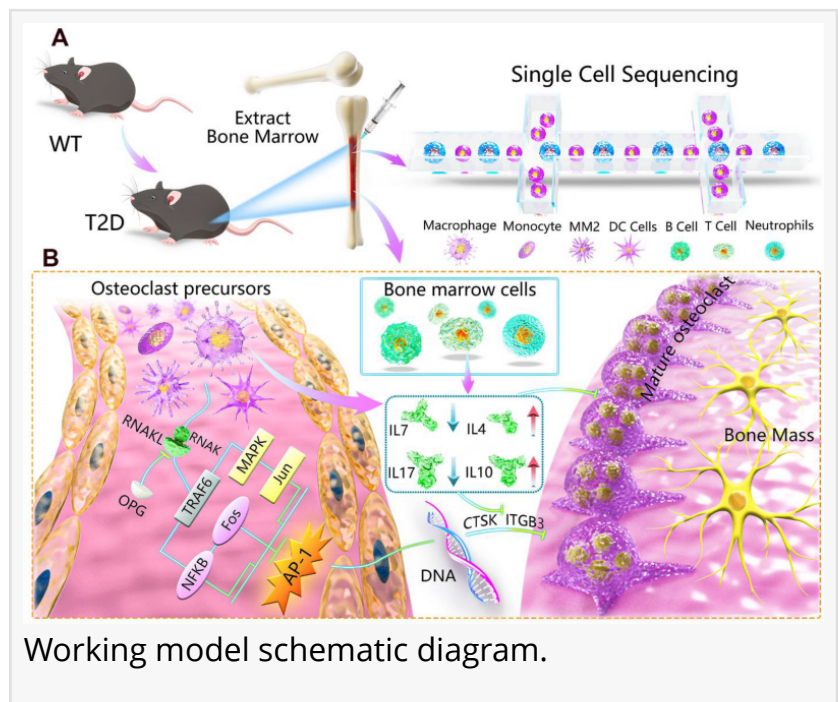 A
WT
T2D
Extract
Bone Marrow
Single Cell Sequencing
Macrophage Monocyte MM2 DC Cells B Cell T Cell Neutrophils
B
Osteoclast precursors
Bone marrow cells
Mature osteoclast
RNAKL
RNAK
OPG
TRAF6
MAPK
Jun
Fos
NFKB
AP-1
IL7 IL4
IL17 IL10
CTSK ITGB3
DNA
Bone Mass
Working model schematic diagram.